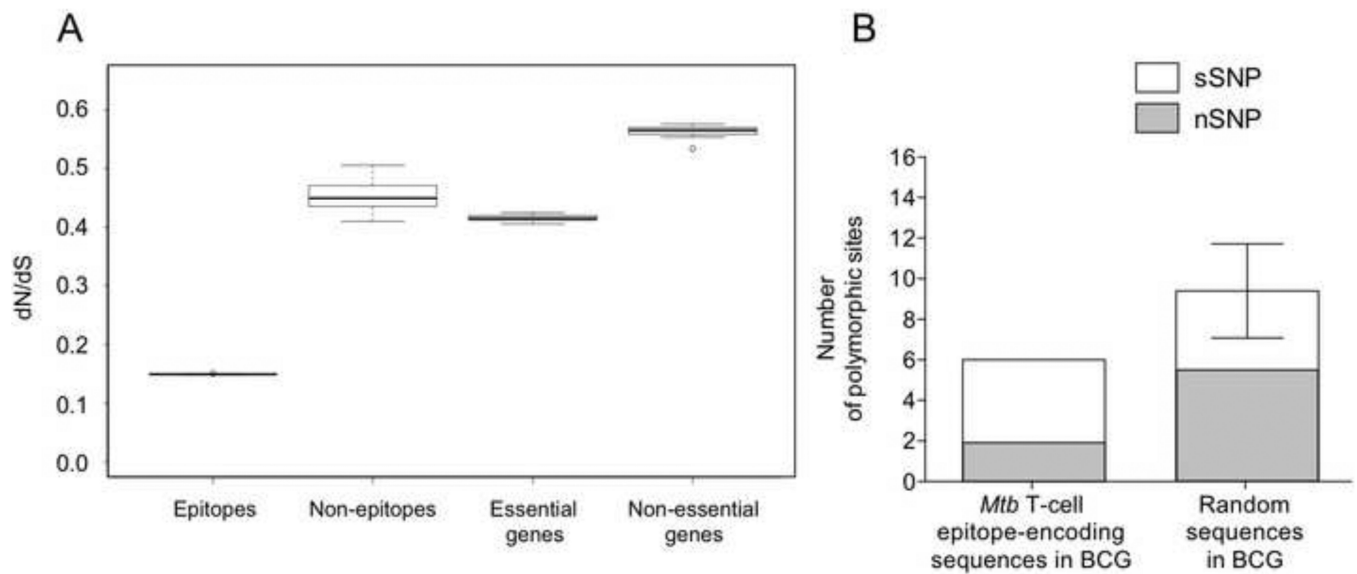 A
dN/dS
0.6
0.5
0.4
0.3
0.2
0.1
0.0
Epitopes
Non-epitopes
Essential
genes
Non-essential
genes
B
sSNP
nSNP
Number
of polymorphic sites
16
14
12
10
8
6
4
2
0
Mtb T-cell
epitope-encoding
sequences in BCG
Random
sequences
in BCG